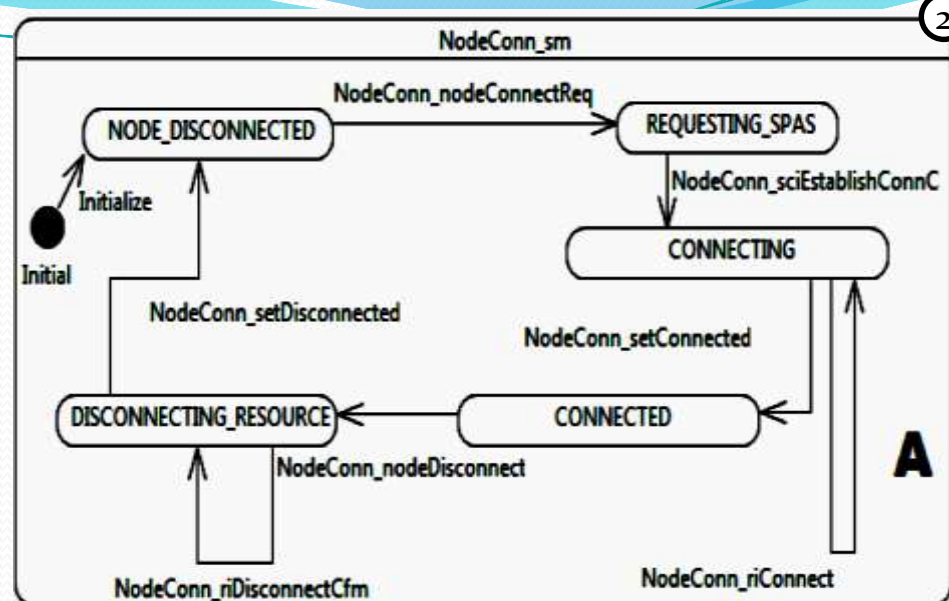 2
NodeConn_sm
NodeConn_nodeConnectReq
NODE_DISCONNECTED
REQUESTING_SPAS
NodeConn_sciEstablishConnC
Initialize
CONNECTING
Initial
NodeConn_setDisconnected
NodeConn_setConnected
DISCONNECTING_RESOURCE
CONNECTED
A
NodeConn_nodeDisconnect
NodeConn_riDisconnectCfm
NodeConn_riConnect